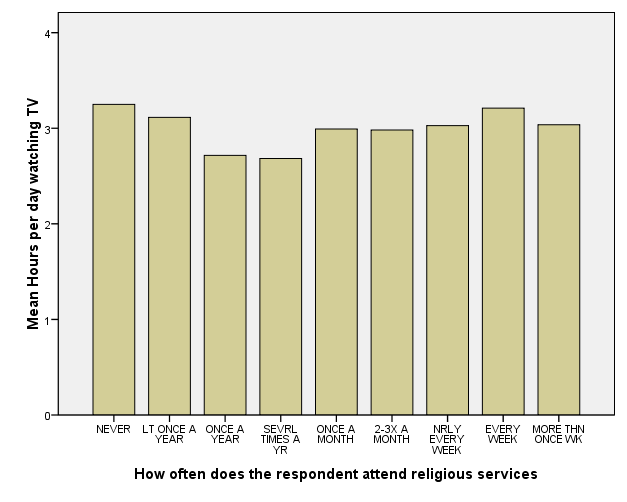 Mean Hours per day watching TV
4
3
2
1
0
NEVER
LT ONCE A
YEAR
ONCE A
YEAR
SEVRL
TIMES A
YR
ONCE A
MONTH
2-3X A
MONTH
NRLY
EVERY
WEEK
EVERY
WEEK
MORE THN
ONCE WK
How often does the respondent attend religious services